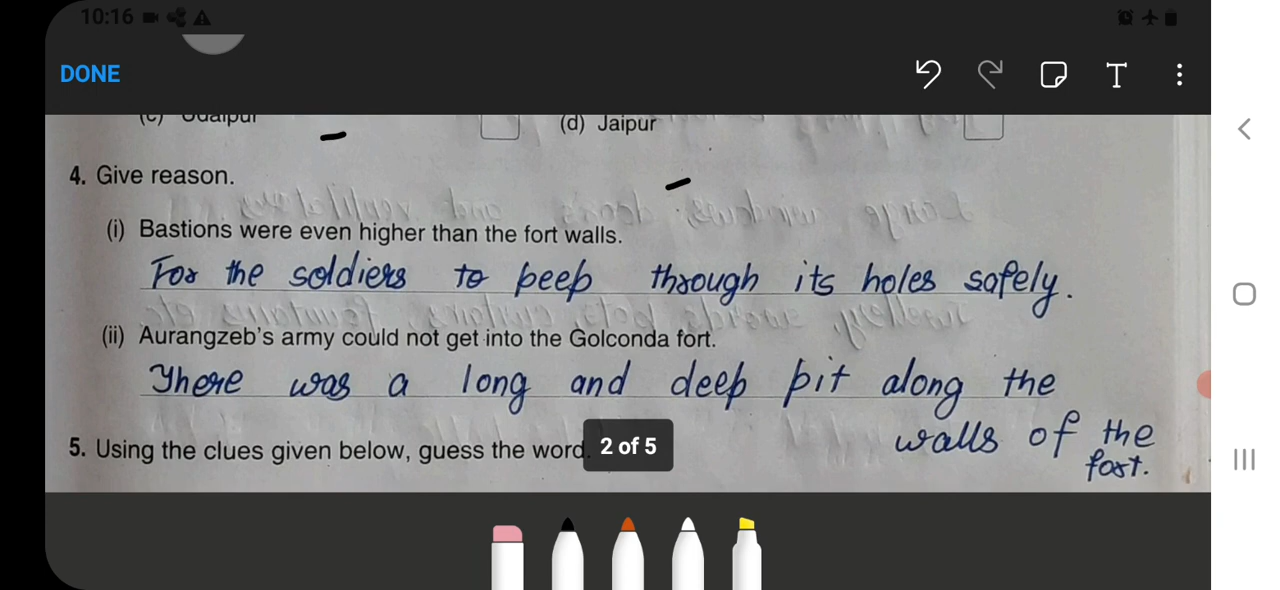 10:16
DONE
T
(c) Udaipur
(d) Jaipur
4. Give reason.
(i) Bastions were even higher than the fort walls.
For the soldiers to peep through its holes safely.
(ii) Aurangzeb's army could not get into the Golconda fort.
There was a long and deep pit along the
walls of the
fort.
5. Using the clues given below, guess the word
2 of 5